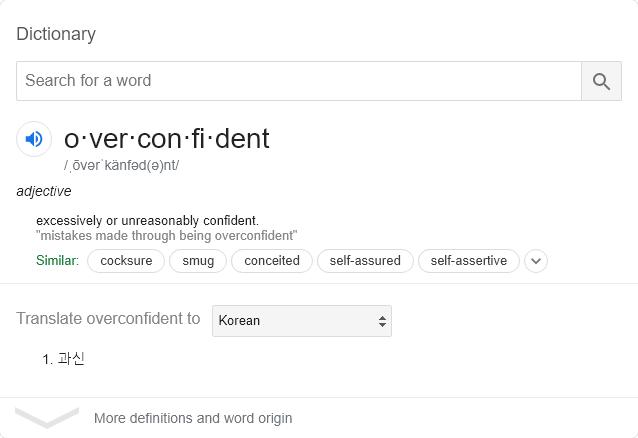 Dictionary
Search for a word
o·ver·con·fi·dent
/ˌōvərˈkänfəd(ə)nt/
adjective
excessively or unreasonably confident.
"mistakes made through being overconfident"
Similar: cocksure smug conceited self-assured self-assertive
Translate overconfident to Korean
1. 과신
More definitions and word origin